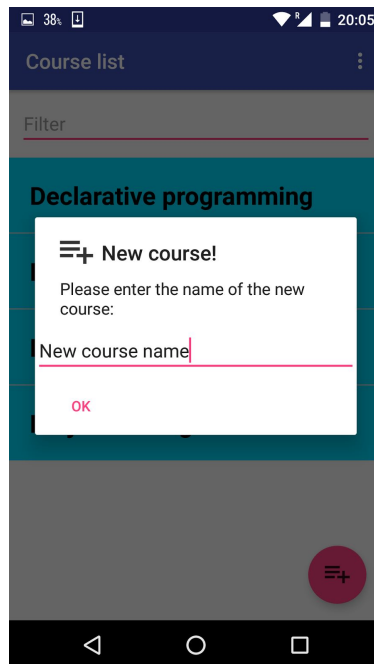 38% R 20:05
Course list
Filter
Declarative programming
New course!
Please enter the name of the new
course:
New course name
OK